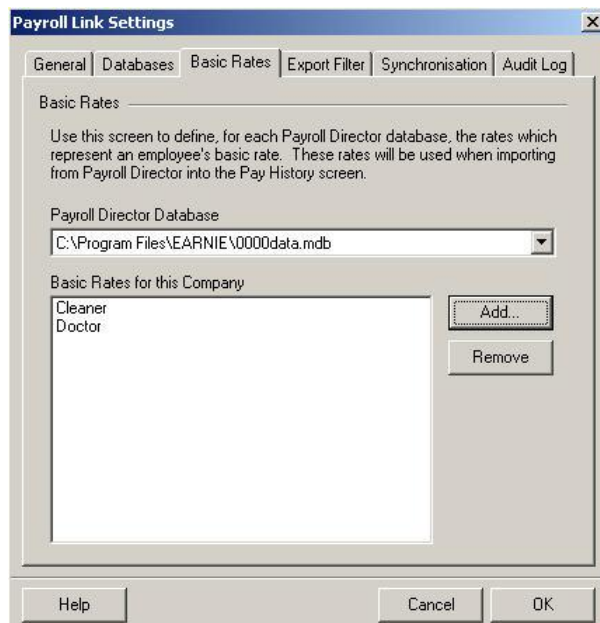 Payroll Link Settings
General Databases Basic Rates Export Filter Synchronisation Audit Log
Basic Rates
Use this screen to define, for each Payroll Director database, the rates which
represent an employee's basic rate. These rates will be used when importing
from Payroll Director into the Pay History screen.
Payroll Director Database
C:\Program Files\EARNIE\0000data.mdb
Basic Rates for this Company
Cleaner
Doctor
Add...
Remove
Help Cancel OK